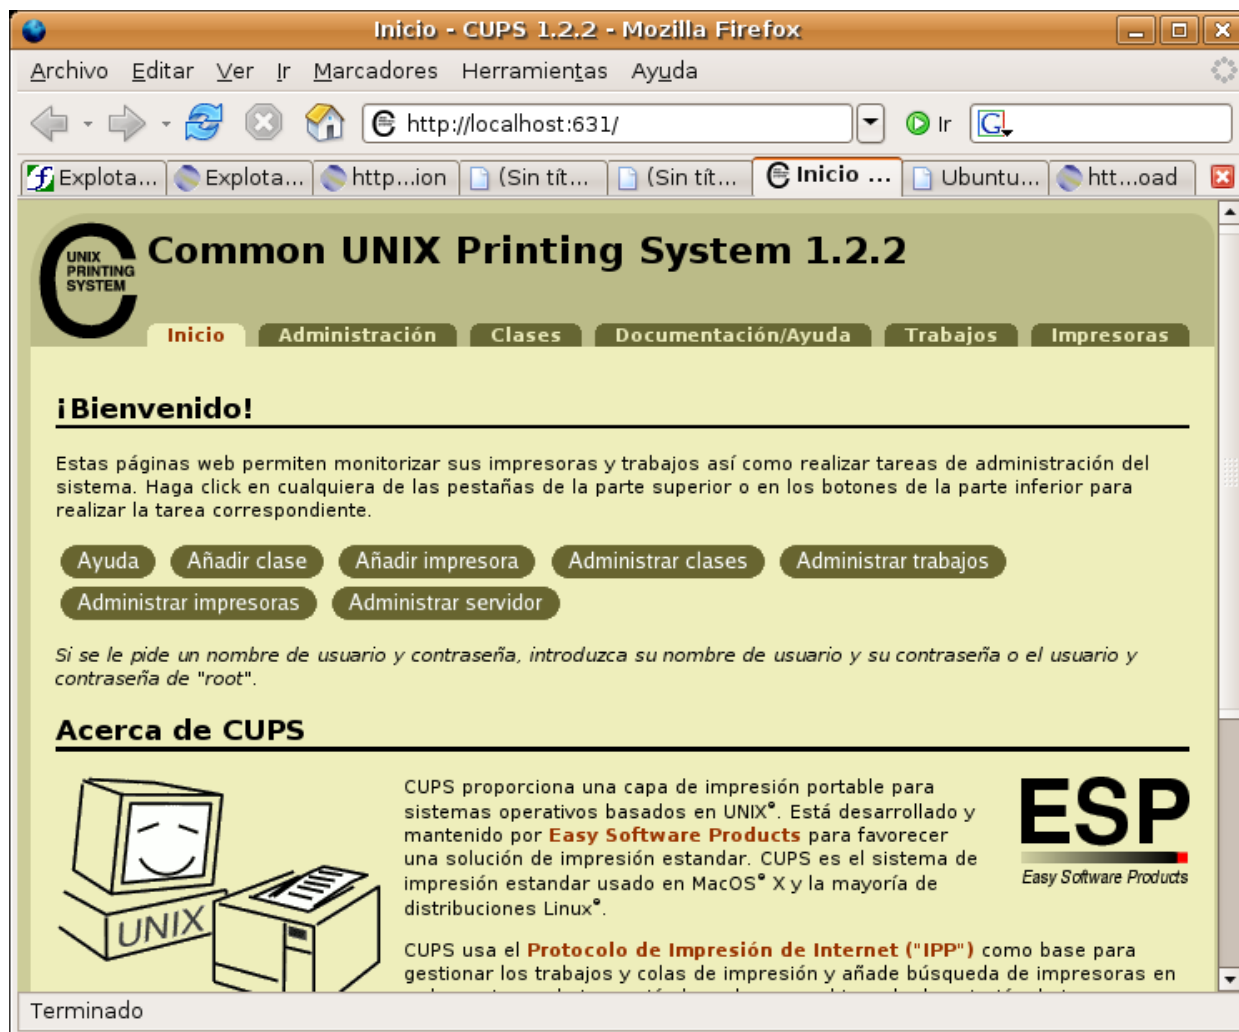 Inicio - CUPS 1.2.2 - Mozilla Firefox
Archivo Editar Ver Ir Marcadores Herramientas Ayuda
http://localhost:631/ Ir G
Explota... Explota... http...ion (Sin tít... (Sin tít... Inicio ... Ubuntu... htt...oad
UNIX
PRINTING
SYSTEM
Common UNIX Printing System 1.2.2
Inicio Administración Clases Documentación/Ayuda Trabajos Impresoras
¡Bienvenido!
Estas páginas web permiten monitorizar sus impresoras y trabajos así como realizar tareas de administración del
sistema. Haga click en cualquiera de las pestañas de la parte superior o en los botones de la parte inferior para
realizar la tarea correspondiente.
Ayuda Añadir clase Añadir impresora Administrar clases Administrar trabajos
Administrar impresoras Administrar servidor
Si se le pide un nombre de usuario y contraseña, introduzca su nombre de usuario y su contraseña o el usuario y
contraseña de "root".
Acerca de CUPS
UNIX
CUPS proporciona una capa de impresión portable para
sistemas operativos basados en UNIX®. Está desarrollado y
mantenido por Easy Software Products para favorecer
una solución de impresión estandar. CUPS es el sistema de
impresión estandar usado en MacOS® X y la mayoría de
distribuciones Linux®.
ESP
Easy Software Products
CUPS usa el Protocolo de Impresión de Internet ("IPP") como base para
gestionar los trabajos y colas de impresión y añade búsqueda de impresoras en
Terminado